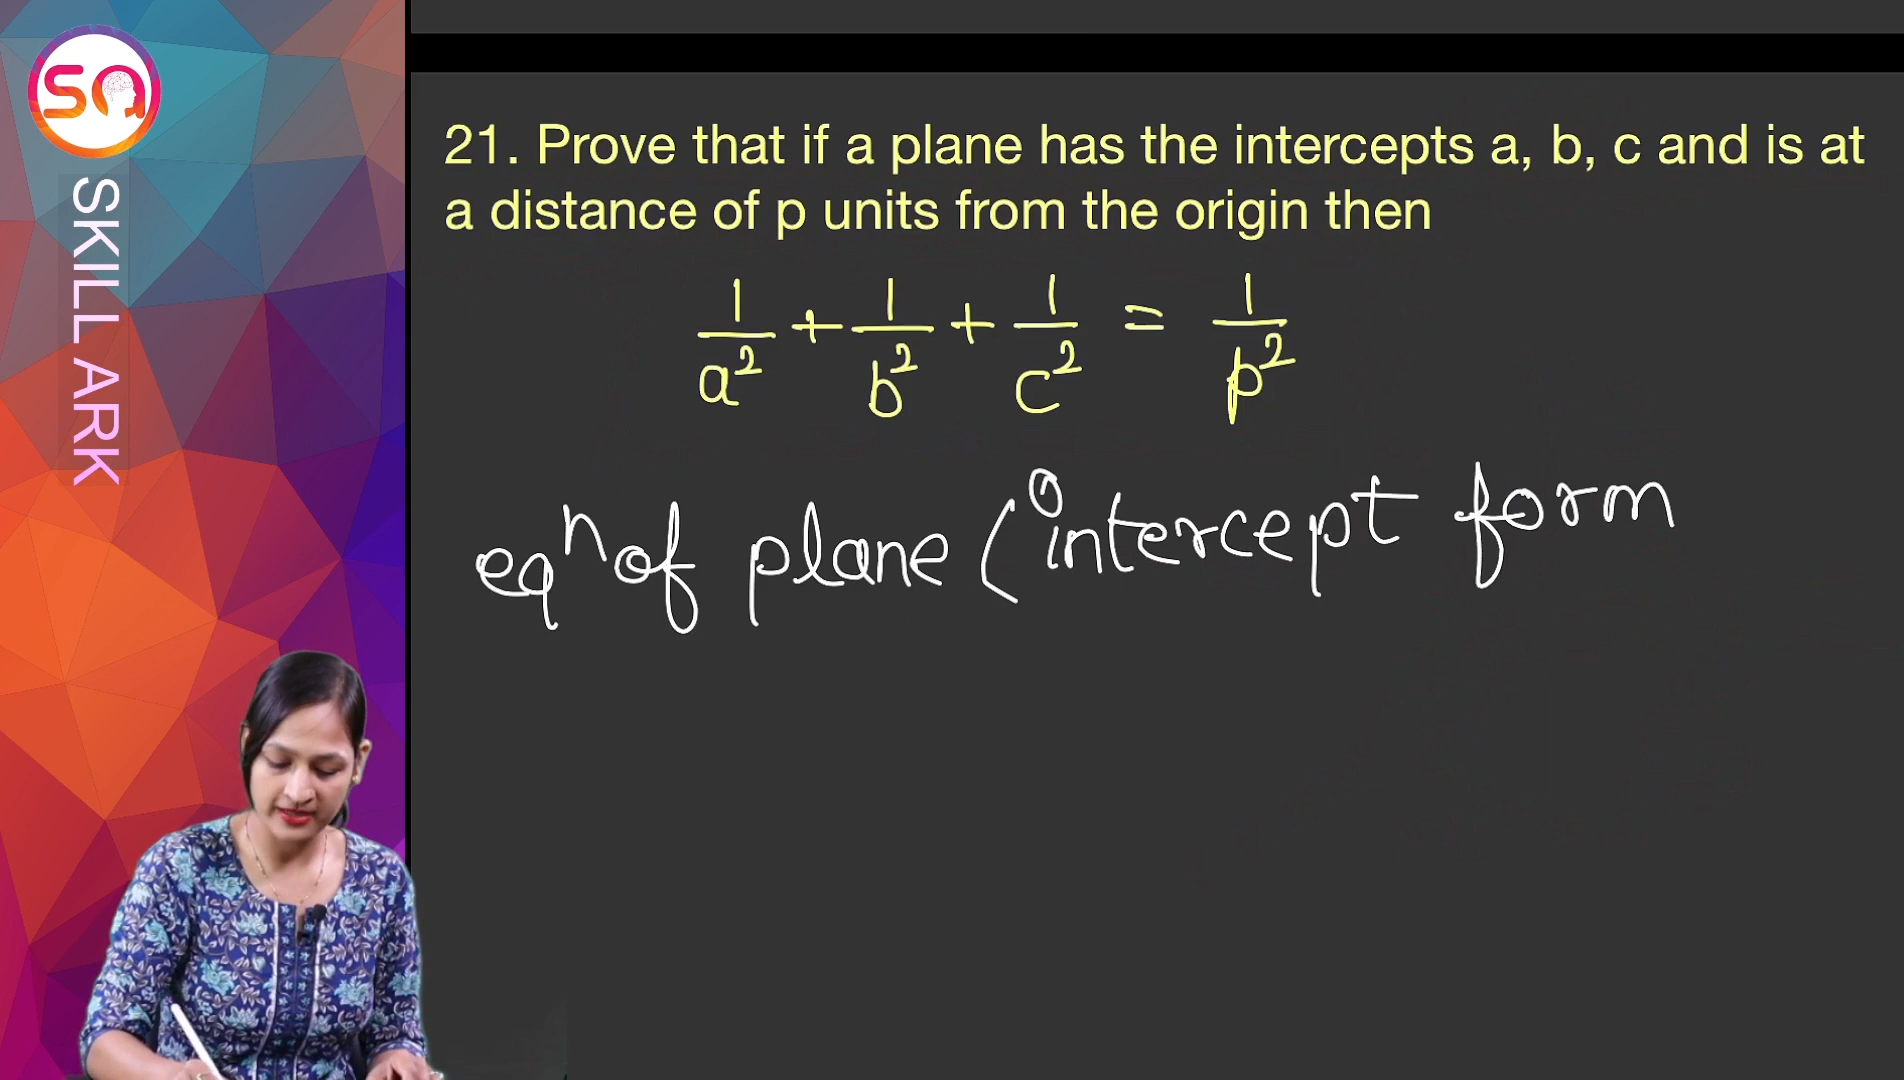 SA
SKILL ARK
21. Prove that if a plane has the intercepts a, b, c and is at
a distance of p units from the origin then
1/a² + 1/b² + 1/c² = 1/p²
eqⁿ of plane (intercept form